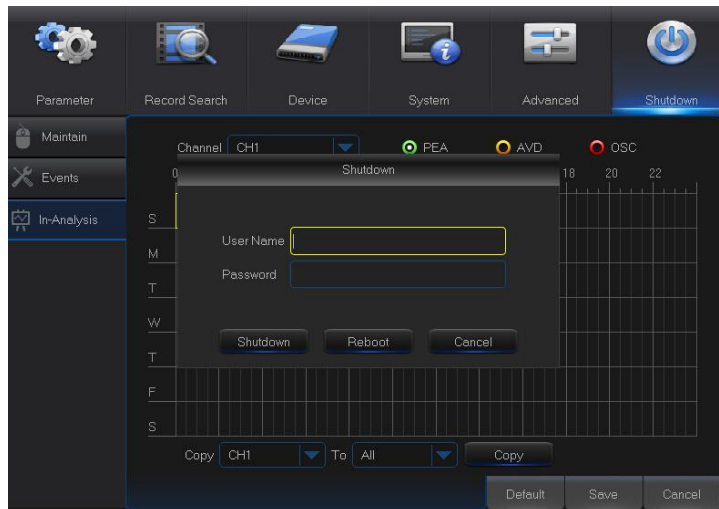 Parameter Record Search Device System Advanced Shutdown
Maintain
Events
In-Analysis
Channel CH1 PEA AVD OSC
0 18 20 22
Shutdown
User Name
Password
Shutdown Reboot Cancel
S
M
T
W
T
F
S
Copy CH1 To All Copy
Default Save Cancel